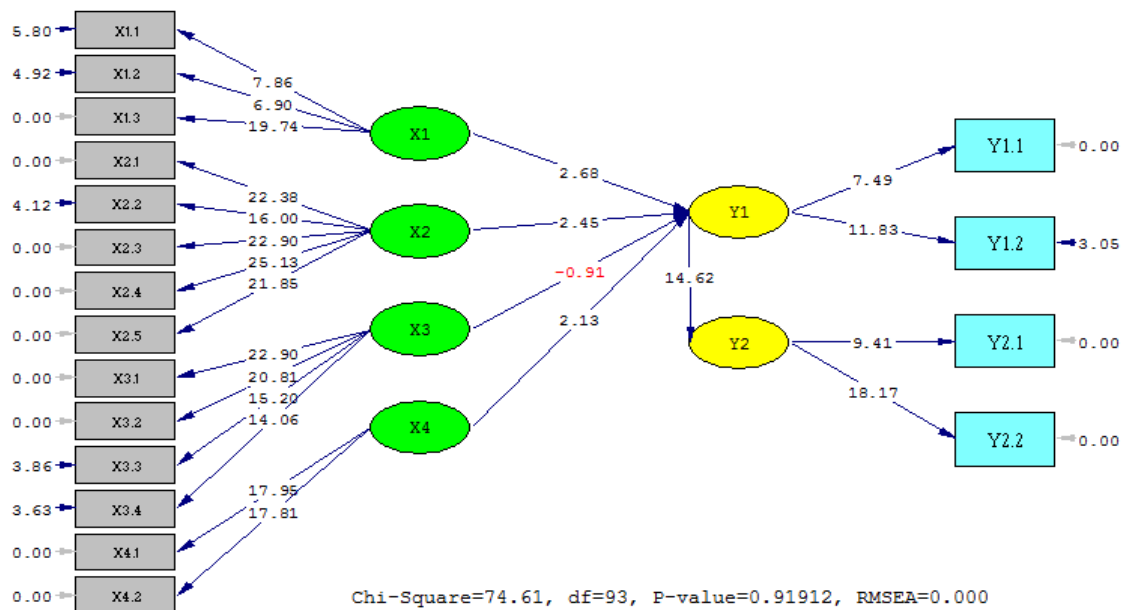 5.80 X1.1
4.92 X1.2
0.00 X1.3
0.00 X2.1
4.12 X2.2
0.00 X2.3
0.00 X2.4
0.00 X2.5
0.00 X3.1
0.00 X3.2
3.86 X3.3
3.63 X3.4
0.00 X4.1
0.00 X4.2
7.86
6.90
19.74
22.38
16.00
22.90
25.13
21.85
22.90
20.81
15.20
14.06
17.95
17.81
X1
X2
X3
X4
2.68
2.45
-0.91
2.13
Y1
14.62
Y2
7.49
11.83
9.41
18.17
Y1.1 0.00
Y1.2 3.05
Y2.1 0.00
Y2.2 0.00
Chi-Square=74.61, df=93, P-value=0.91912, RMSEA=0.000